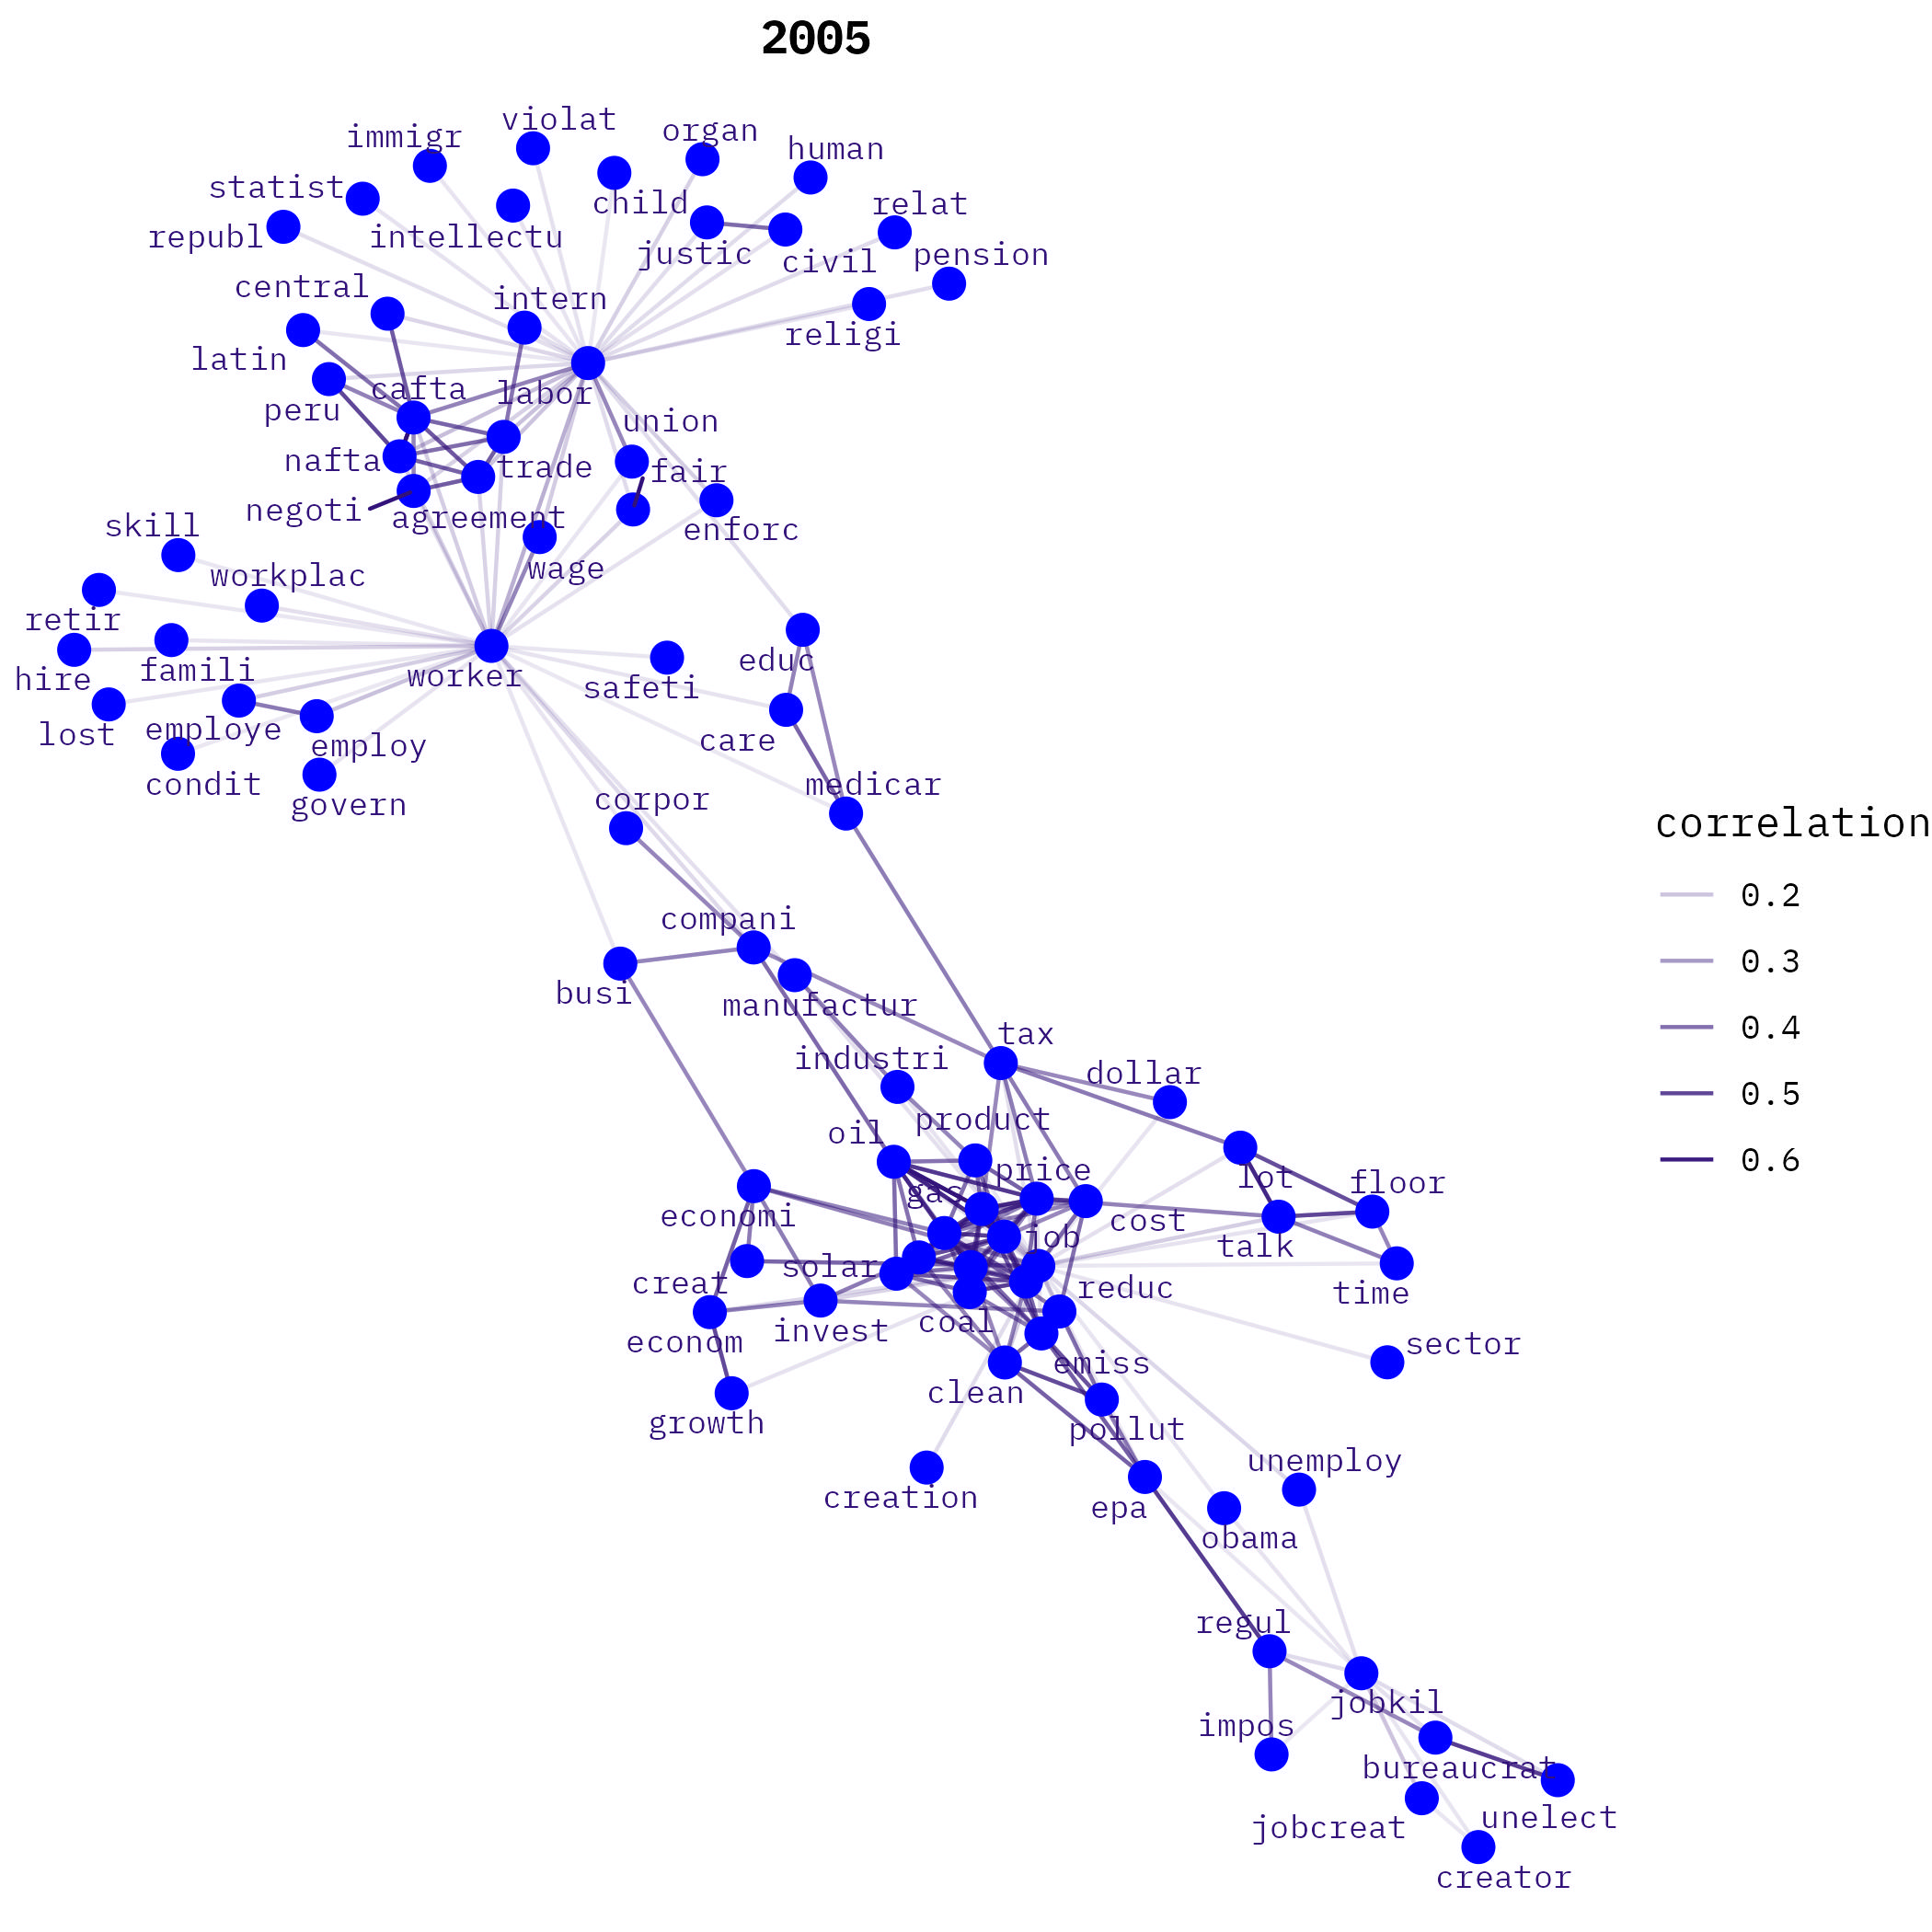 2005
violat
immigr
organ
human
statist
child
relat
republ
intellectu
justic
civil
pension
central
intern
religi
latin
cafta
labor
peru
union
nafta
trade
fair
negoti
agreement
enforc
skill
wage
workplac
retir
educ
famili
worker
safeti
hire
employe
care
lost
employ
condit
govern
corpor
medicar
correlation
0.2
0.3
0.4
0.5
0.6
compani
busi
manufactur
tax
industri
dollar
product
oil
price
lot
floor
gas
economi
cost
job
talk
solar
creat
reduc
time
coal
invest
econom
sector
emiss
clean
growth
pollut
unemploy
creation
epa
obama
regul
jobkil
impos
bureaucrat
unelect
jobcreat
creator